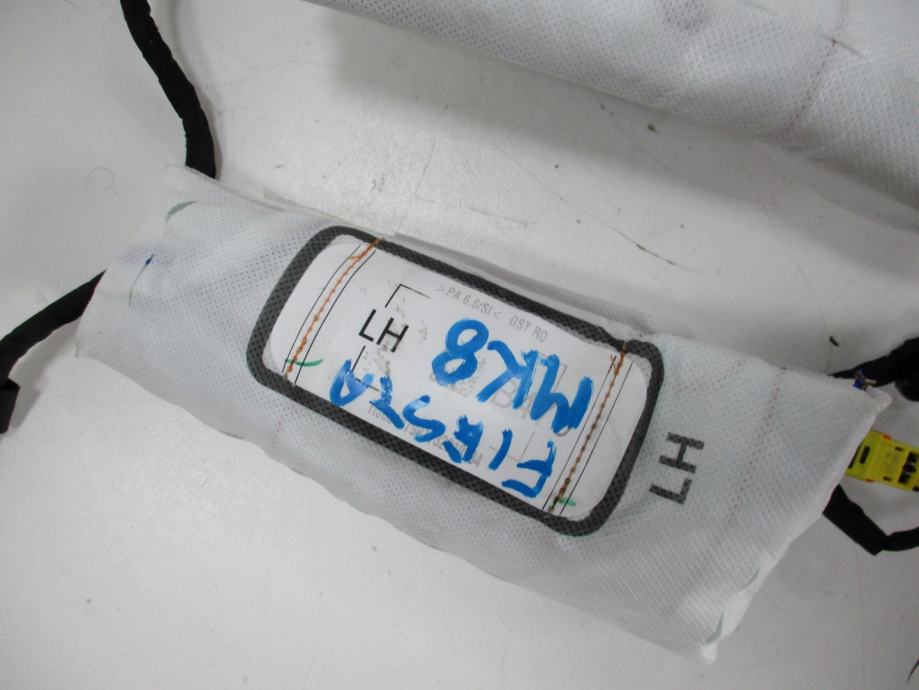 LH
>PA 6.6/SI< GST RO
FIESTA
MK8
LH